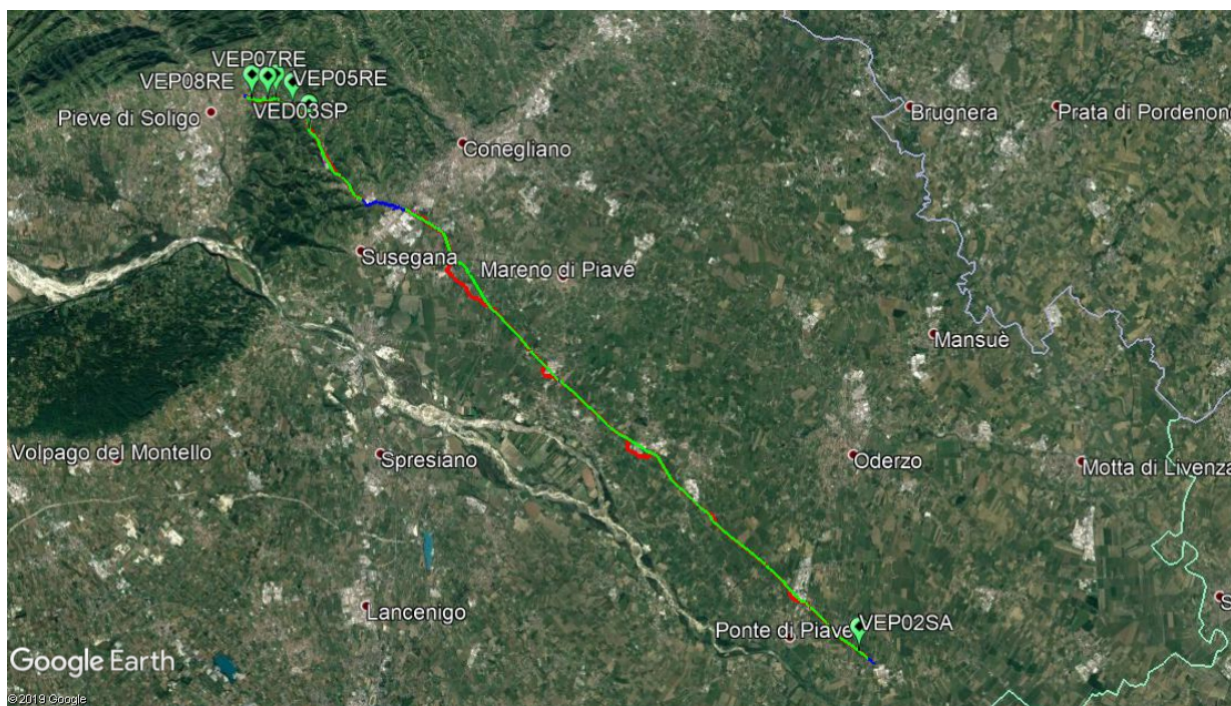 VEP07RE
VEP08RE
VEP05RE
VED03SP
Pieve di Soligo
Brugnera
Prata di Pordenone
Conegliano
Susegana
Mareno di Piave
Mansuè
Volpago del Montello
Spresiano
Oderzo
Motta di Livenza
Lancenigo
Ponte di Piave
VEP02SA
S
Google Earth
©2019 Google